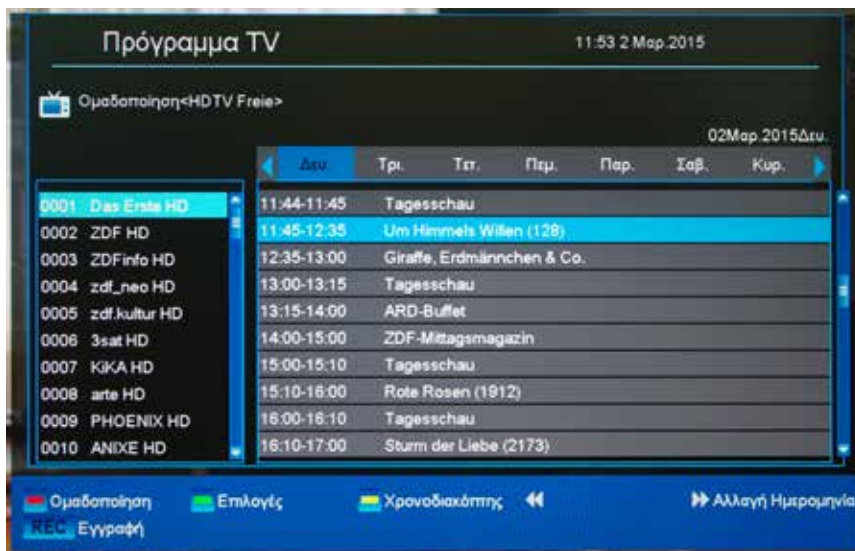 Πρόγραμμα TV 11:53 2 Μαρ.2015
Ομαδοποίηση<HDTV Freie>
02Μαρ.2015Δευ.
Δευ. Τρι. Τετ. Πεμ. Παρ. Σαβ. Κυρ.
0001 Das Erste HD 11:44-11:45 Tagesschau
0002 ZDF HD 11:45-12:35 Um Himmels Willen (128)
0003 ZDFinfo HD 12:35-13:00 Giraffe, Erdmännchen & Co.
0004 zdf_neo HD 13:00-13:15 Tagesschau
0005 zdf.kultur HD 13:15-14:00 ARD-Buffet
0006 3sat HD 14:00-15:00 ZDF-Mittagsmagazin
0007 KiKA HD 15:00-15:10 Tagesschau
0008 arte HD 15:10-16:00 Rote Rosen (1912)
0009 PHOENIX HD 16:00-16:10 Tagesschau
0010 ANIXE HD 16:10-17:00 Sturm der Liebe (2173)
Ομαδοποίηση Επιλογές Χρονοδιακόπτης Αλλαγή Ημερομηνία
REC Εγγραφή